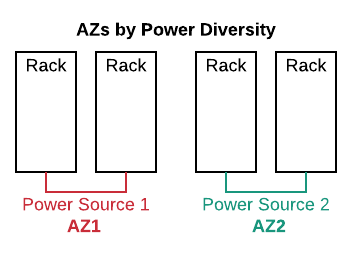 AZs by Power Diversity
Rack Rack Rack Rack
Power Source 1 Power Source 2
AZ1 AZ2